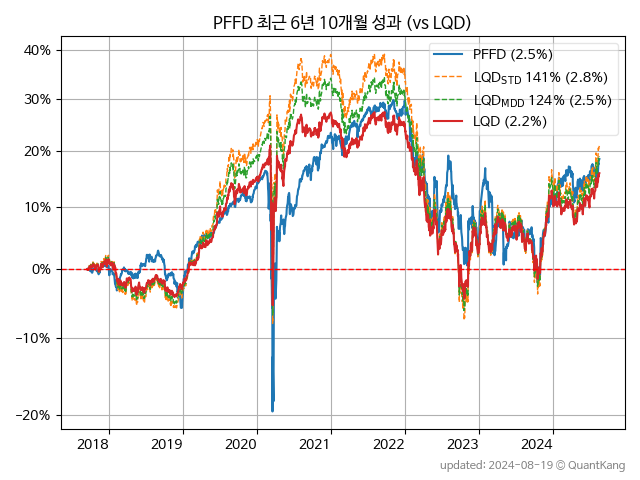 PFFD 최근 6년 10개월 성과 (vs LQD)
40%
30%
20%
10%
0%
−10%
−20%
PFFD (2.5%)
LQD_STD 141% (2.8%)
LQD_MDD 124% (2.5%)
LQD (2.2%)
2018 2019 2020 2021 2022 2023 2024
updated: 2024-08-19 © QuantKang